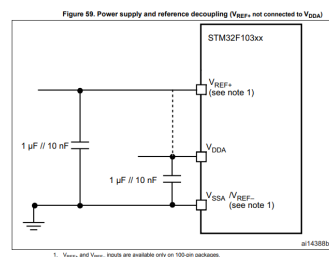 Figure 59. Power supply and reference decoupling (VREF+ not connected to VDDA)
STM32F103xx
VREF+
(see note 1)
1 µF // 10 nF
VDDA
1 µF // 10 nF
VSSA /VREF–
(see note 1)
ai14388b
1. VREF+ and VREF– inputs are available only on 100-pin packages.